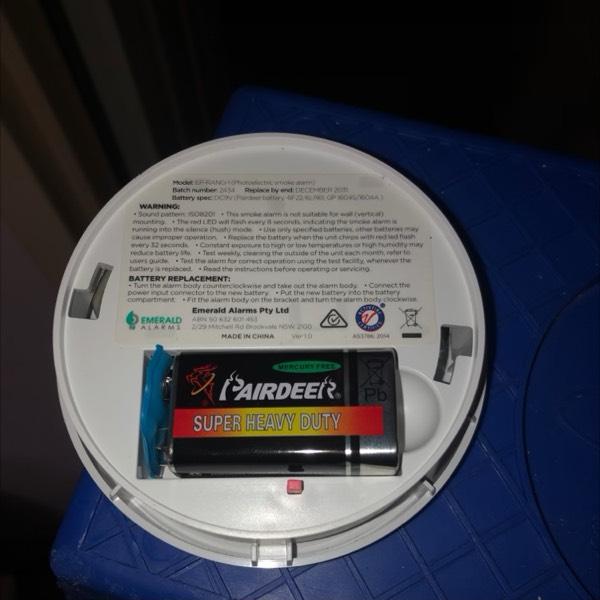 Model: EP-RANG-1 (Photoelectric smoke alarm)
Batch number: 2434 Replace by end: DECEMBER 2035
Battery spec: DC9V (Pairdeer battery: 6F22/6LR61, GP 1604S/1604A)
WARNING:
• Sound pattern: ISO8201 • This smoke alarm is not suitable for wall (vertical)
mounting. • The red LED will flash every 8 seconds, indicating the smoke alarm is
running into the silence (hush) mode. • Use only specified batteries, other batteries may
cause improper operation. • Replace the battery when the unit chirps with red led flash
every 32 seconds. • Constant exposure to high or low temperatures or high humidity may
reduce battery life. • Test weekly, cleaning the outside of the unit each month, refer to
users guide. • Test the alarm for correct operation using the test facility, whenever the
battery is replaced. • Read the instructions before operating or servicing.
BATTERY REPLACEMENT:
• Turn the alarm body counterclockwise and take out the alarm body. • Connect the
power input connector to the new battery. • Put the new battery into the battery
compartment. • Fit the alarm body on the bracket and turn the alarm body clockwise.
EMERALD
ALARMS
Emerald Alarms Pty Ltd
ABN 50 632 601 453
2/29 Mitchell Rd Brookvale NSW 2100
MADE IN CHINA Ver 1.0
AS3786: 2014
MERCURY FREE
PAIRDEER
SUPER HEAVY DUTY
Pb